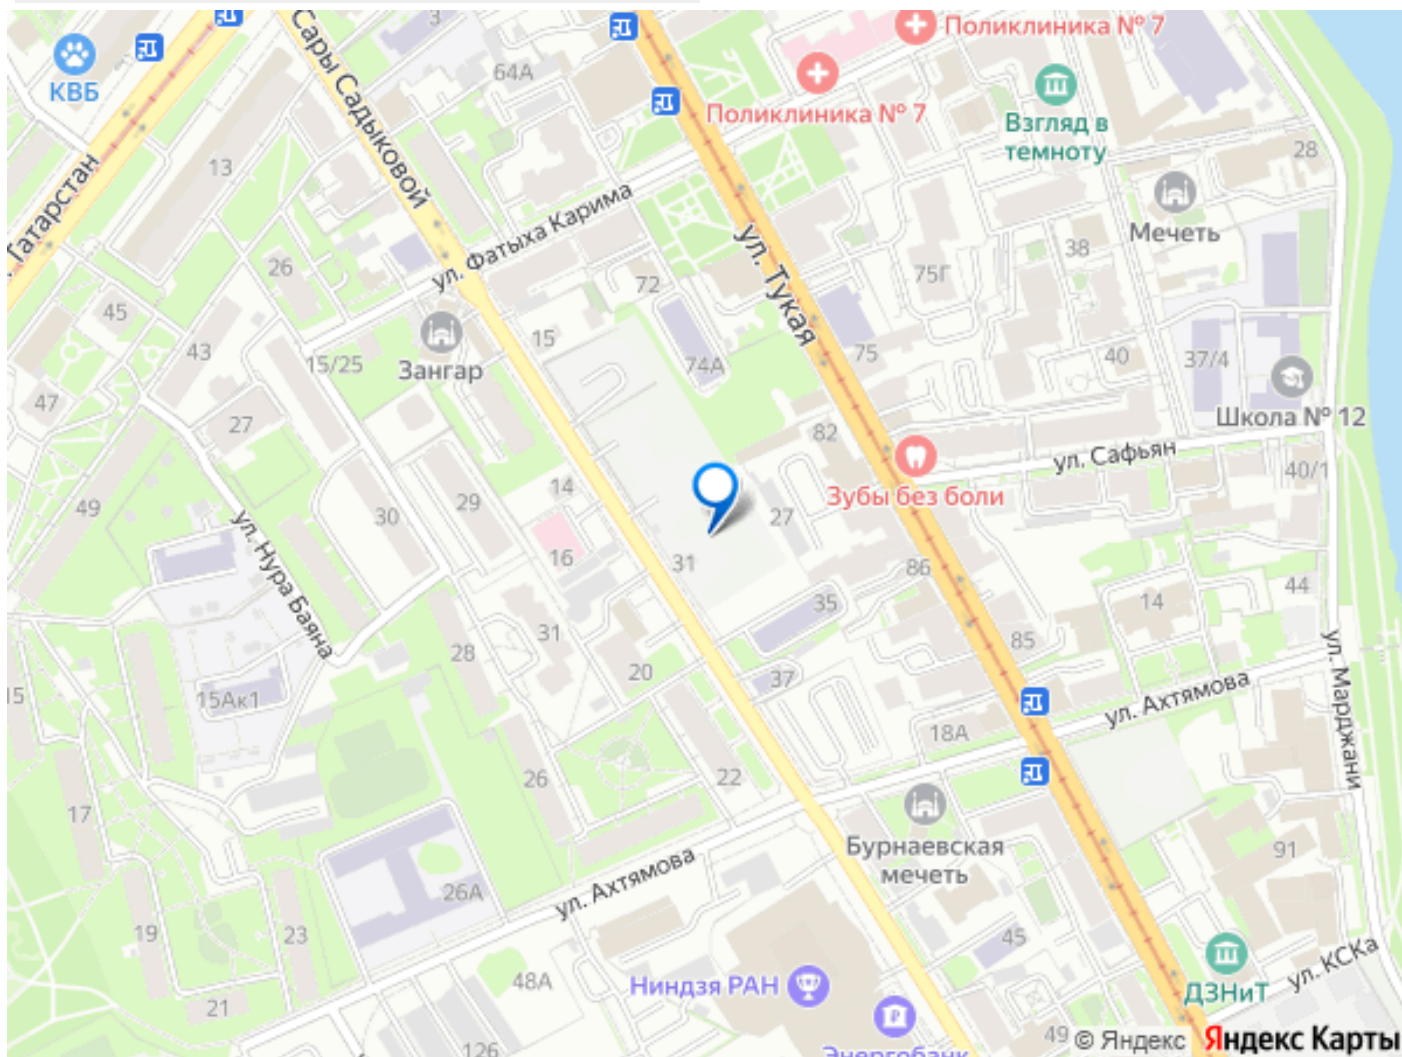 3
Поликлиника № 7
64А
КВБ
Сары Садыковой
Поликлиника № 7
Взгляд в
темноту
28
13
Татарстан
ул. Фатыха Карима
Мечеть
38
ул. Тукая
26
72
75Г
45
15
43
15/25
Зангар
74А
75
40
37/4
47
27
82
Школа № 12
ул. Сафьян
40/1
14
Зубы без боли
49
29
30
27
ул. Нура Баяна
16
31
86
44
35
14
31
28
85
ул. Марджани
20
37
15
15Ак1
ул. Ахтямова
18А
22
26
17
Бурнаевская
мечеть
91
ул. Ахтямова
26А
19
23
45
48А
Ниндзя РАН
ул. КСКа
ДЗНиТ
21
49
© Яндекс
Яндекс Карты
126
Энергобанк